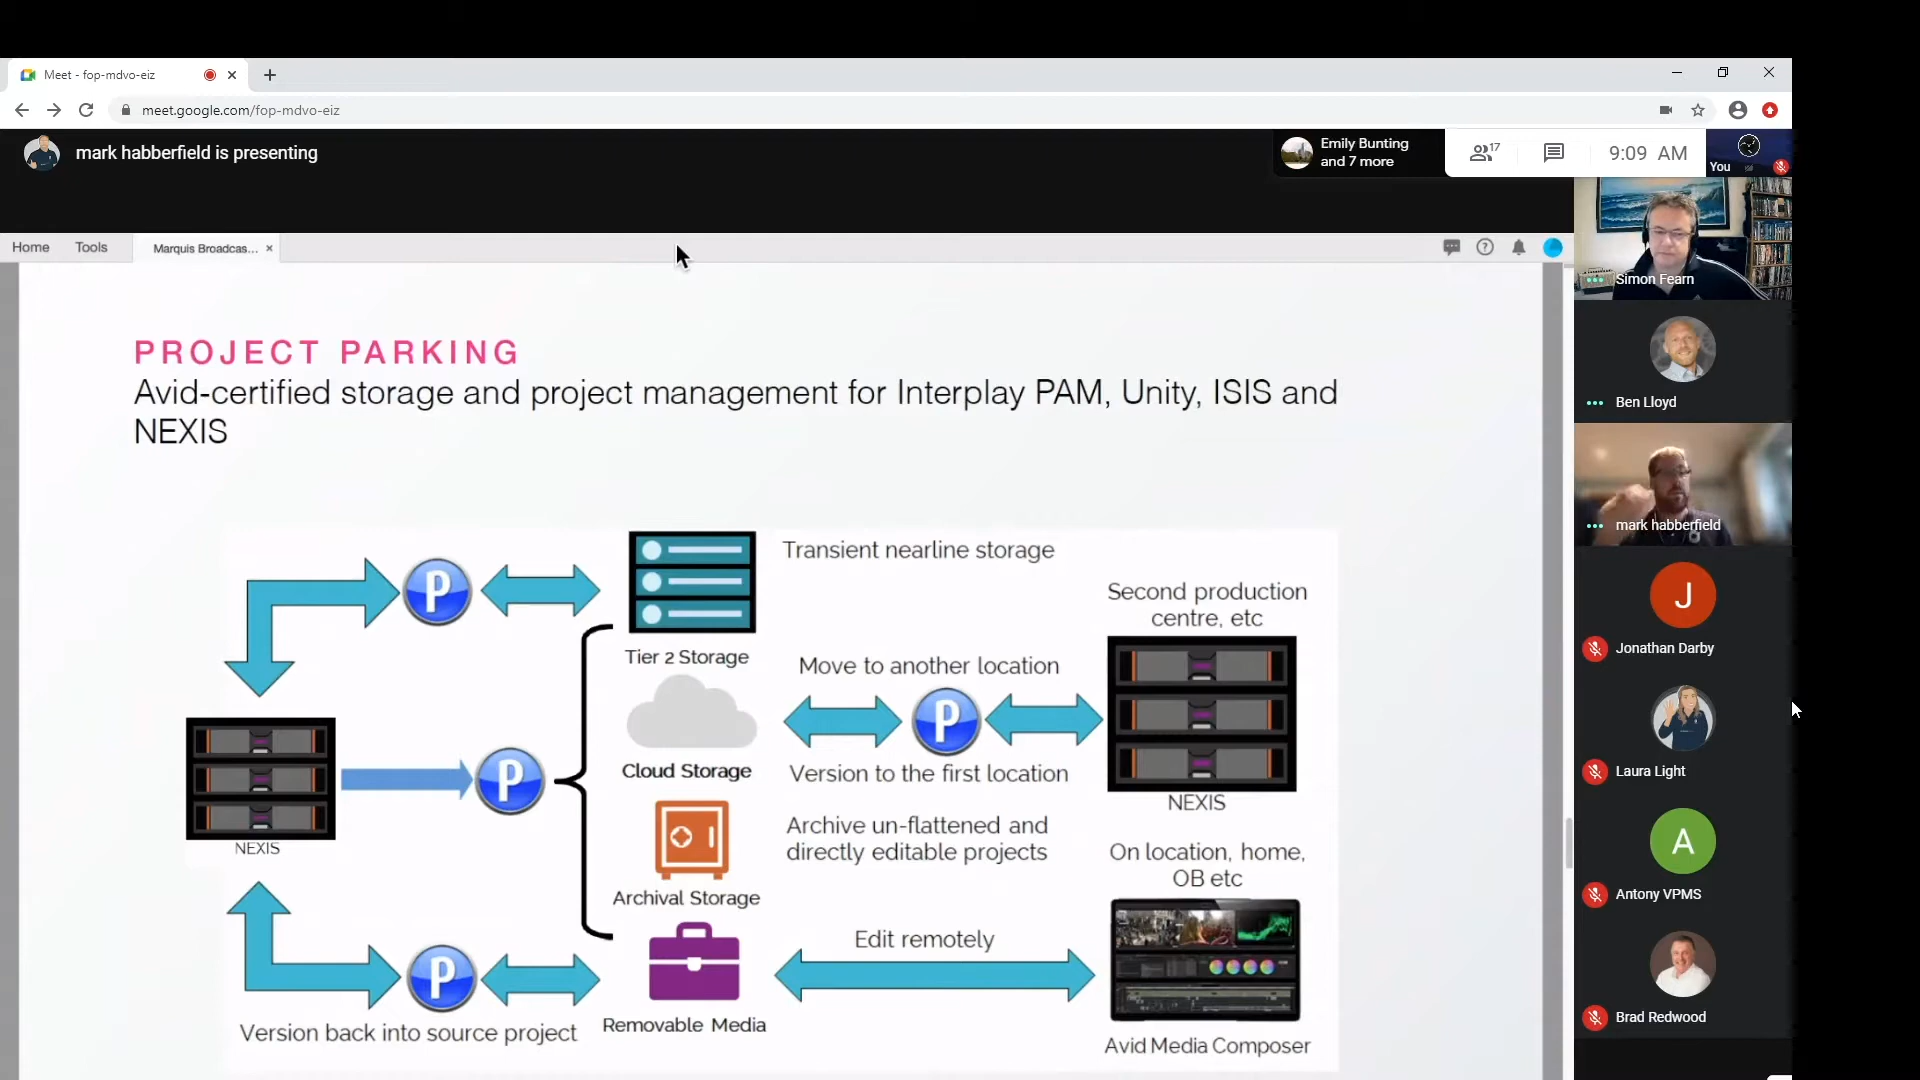 Meet - fop-mdvo-eiz
meet.google.com/fop-mdvo-eiz
mark habberfield is presenting
Emily Bunting
and 7 more
17
9:09 AM
You
Home
Tools
Marquis Broadcas...
Simon Fearn
Ben Lloyd
mark habberfield
J
Jonathan Darby
Laura Light
A
Antony VPMS
Brad Redwood
PROJECT PARKING
Avid-certified storage and project management for Interplay PAM, Unity, ISIS and
NEXIS
P
Transient nearline storage
Second production
centre, etc
Tier 2 Storage
Move to another location
P
Cloud Storage
Version to the first location
NEXIS
P
NEXIS
Archive un-flattened and
directly editable projects
On location, home,
OB etc
Archival Storage
Edit remotely
P
Version back into source project
Removable Media
Avid Media Composer